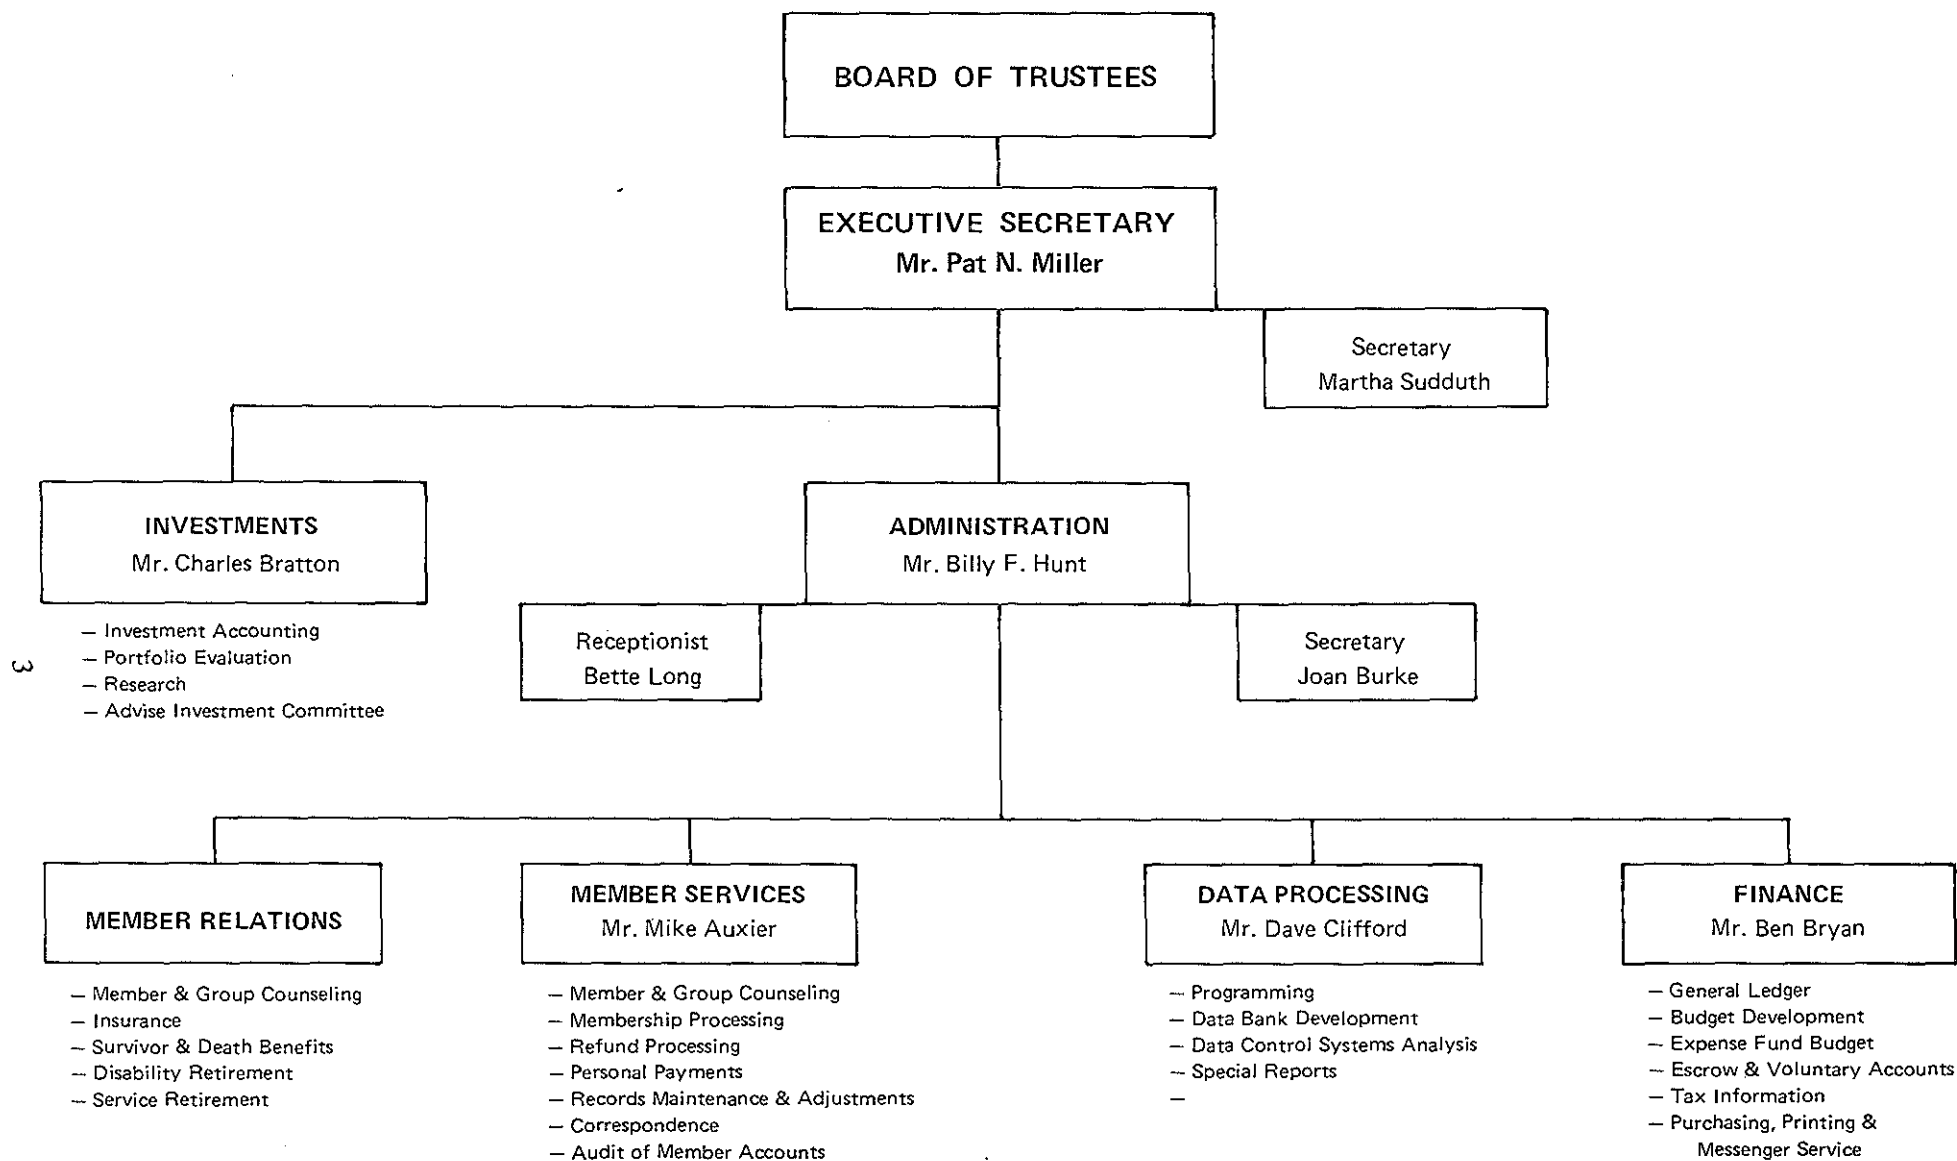 BOARD OF TRUSTEES
EXECUTIVE SECRETARY
Mr. Pat N. Miller
Secretary
Martha Sudduth
INVESTMENTS
Mr. Charles Bratton
— Investment Accounting
— Portfolio Evaluation
— Research
— Advise Investment Committee
ADMINISTRATION
Mr. Billy F. Hunt
Receptionist
Bette Long
Secretary
Joan Burke
3
MEMBER RELATIONS
— Member & Group Counseling
— Insurance
— Survivor & Death Benefits
— Disability Retirement
— Service Retirement
MEMBER SERVICES
Mr. Mike Auxier
— Member & Group Counseling
— Membership Processing
— Refund Processing
— Personal Payments
— Records Maintenance & Adjustments
— Correspondence
— Audit of Member Accounts
DATA PROCESSING
Mr. Dave Clifford
— Programming
— Data Bank Development
— Data Control Systems Analysis
— Special Reports
—
FINANCE
Mr. Ben Bryan
— General Ledger
— Budget Development
— Expense Fund Budget
— Escrow & Voluntary Accounts
— Tax Information
— Purchasing, Printing &
Messenger Service